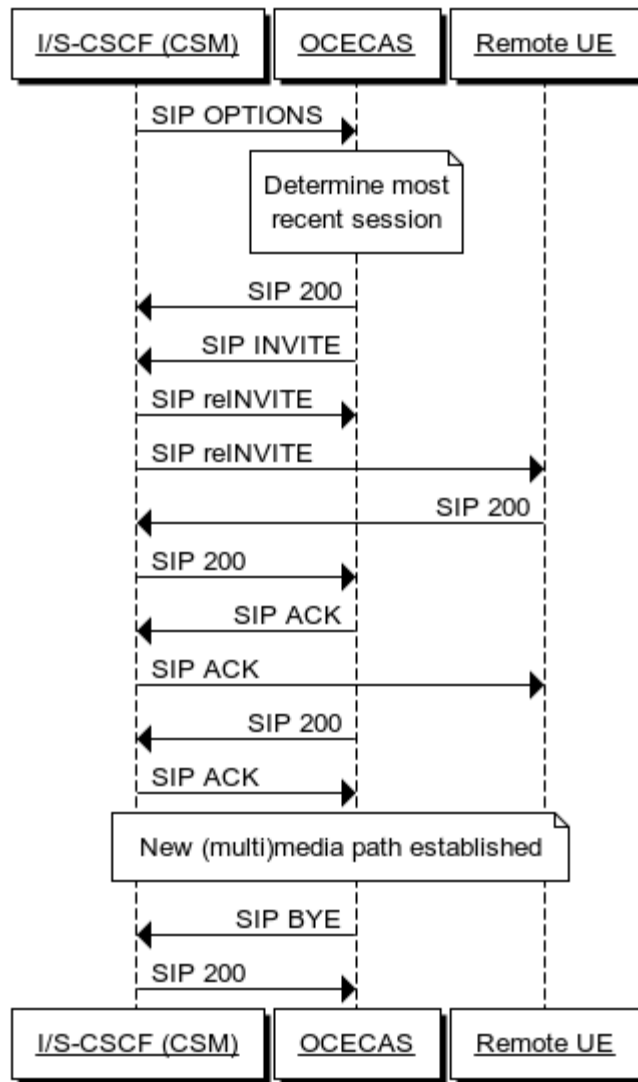 I/S-CSCF (CSM) OCECAS Remote UE
SIP OPTIONS
Determine most
recent session
SIP 200
SIP INVITE
SIP reINVITE
SIP reINVITE
SIP 200
SIP 200
SIP ACK
SIP ACK
SIP 200
SIP ACK
New (multi)media path established
SIP BYE
SIP 200
I/S-CSCF (CSM) OCECAS Remote UE